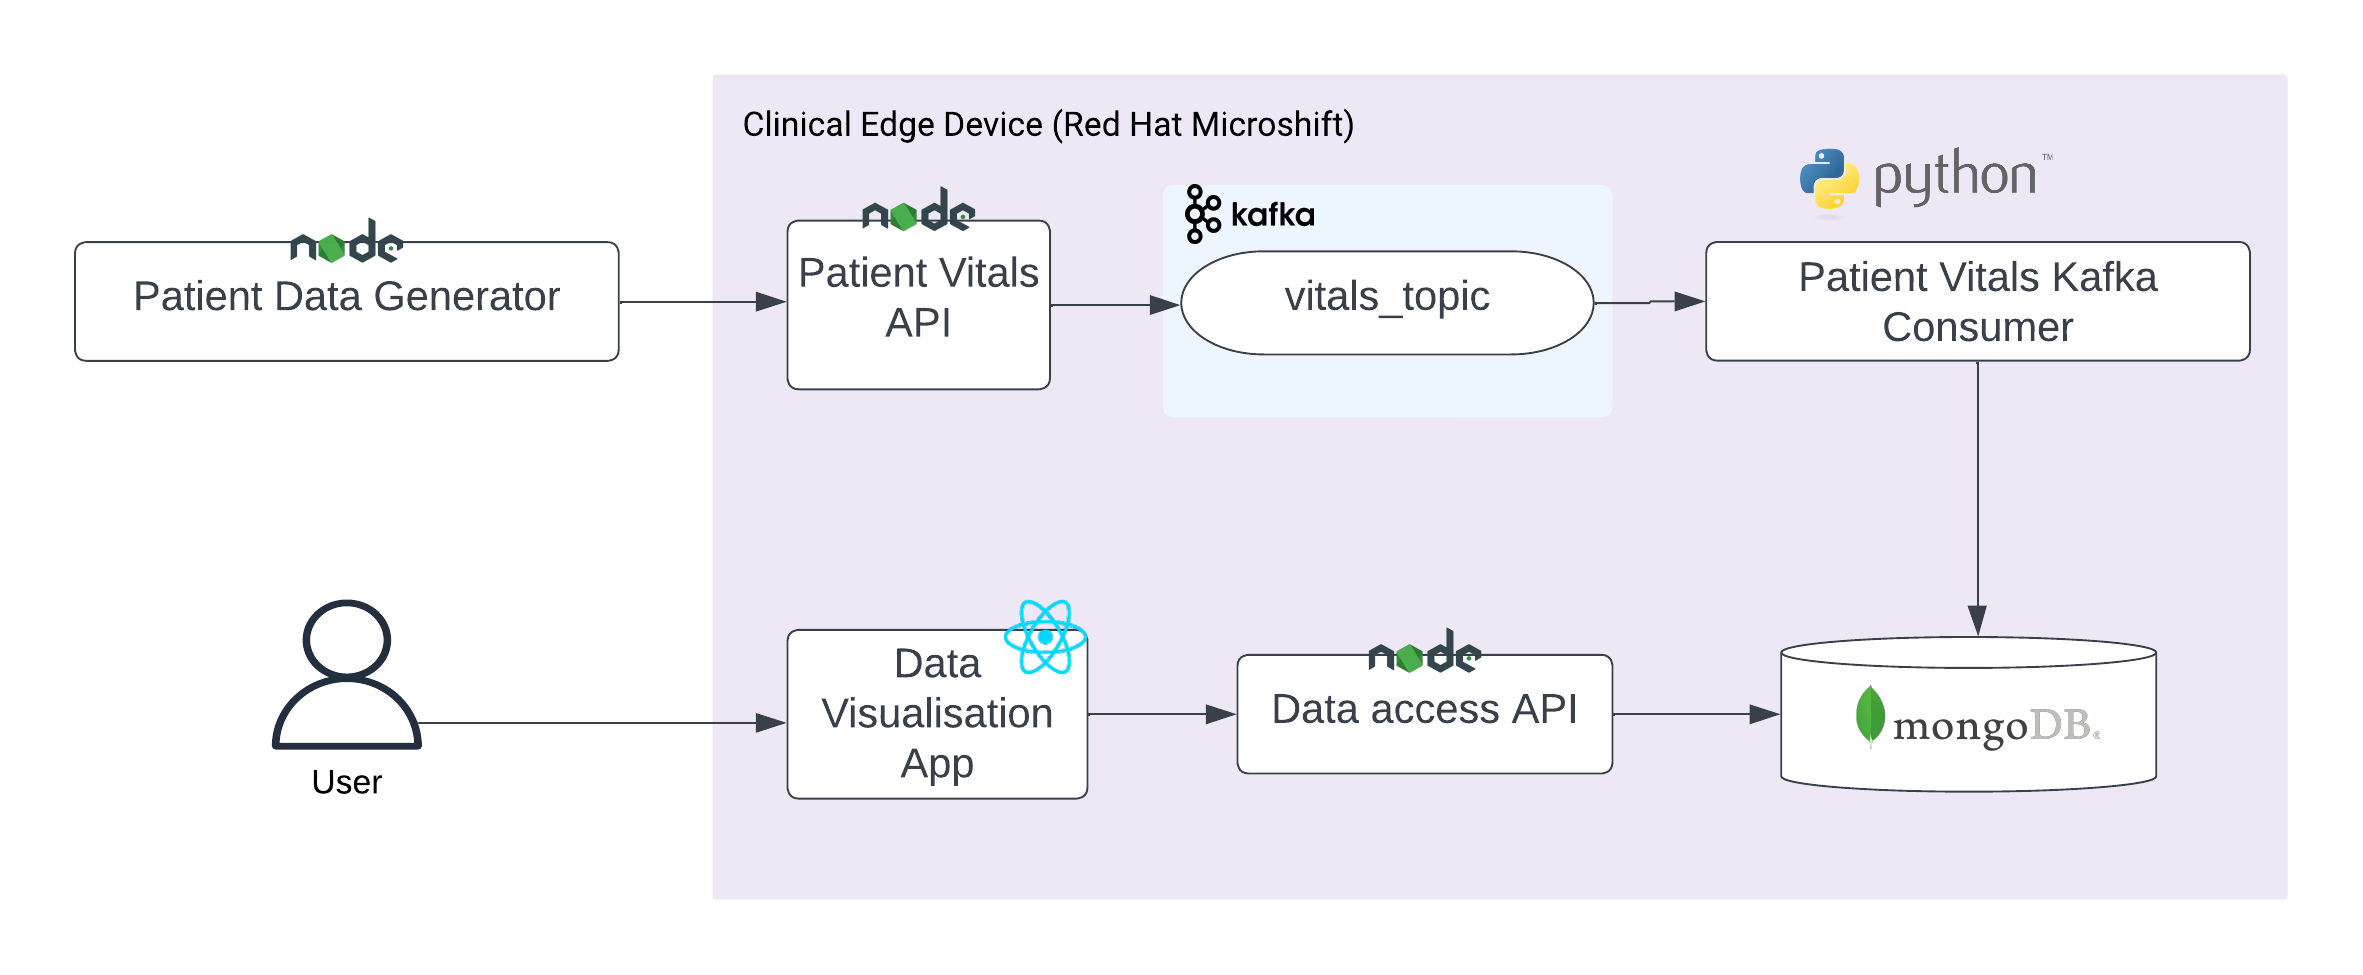 Clinical Edge Device (Red Hat Microshift)
node
Patient Data Generator
node
Patient Vitals
API
kafka
vitals_topic
python™
Patient Vitals Kafka
Consumer
User
Data
Visualisation
App
node
Data access API
mongoDB®